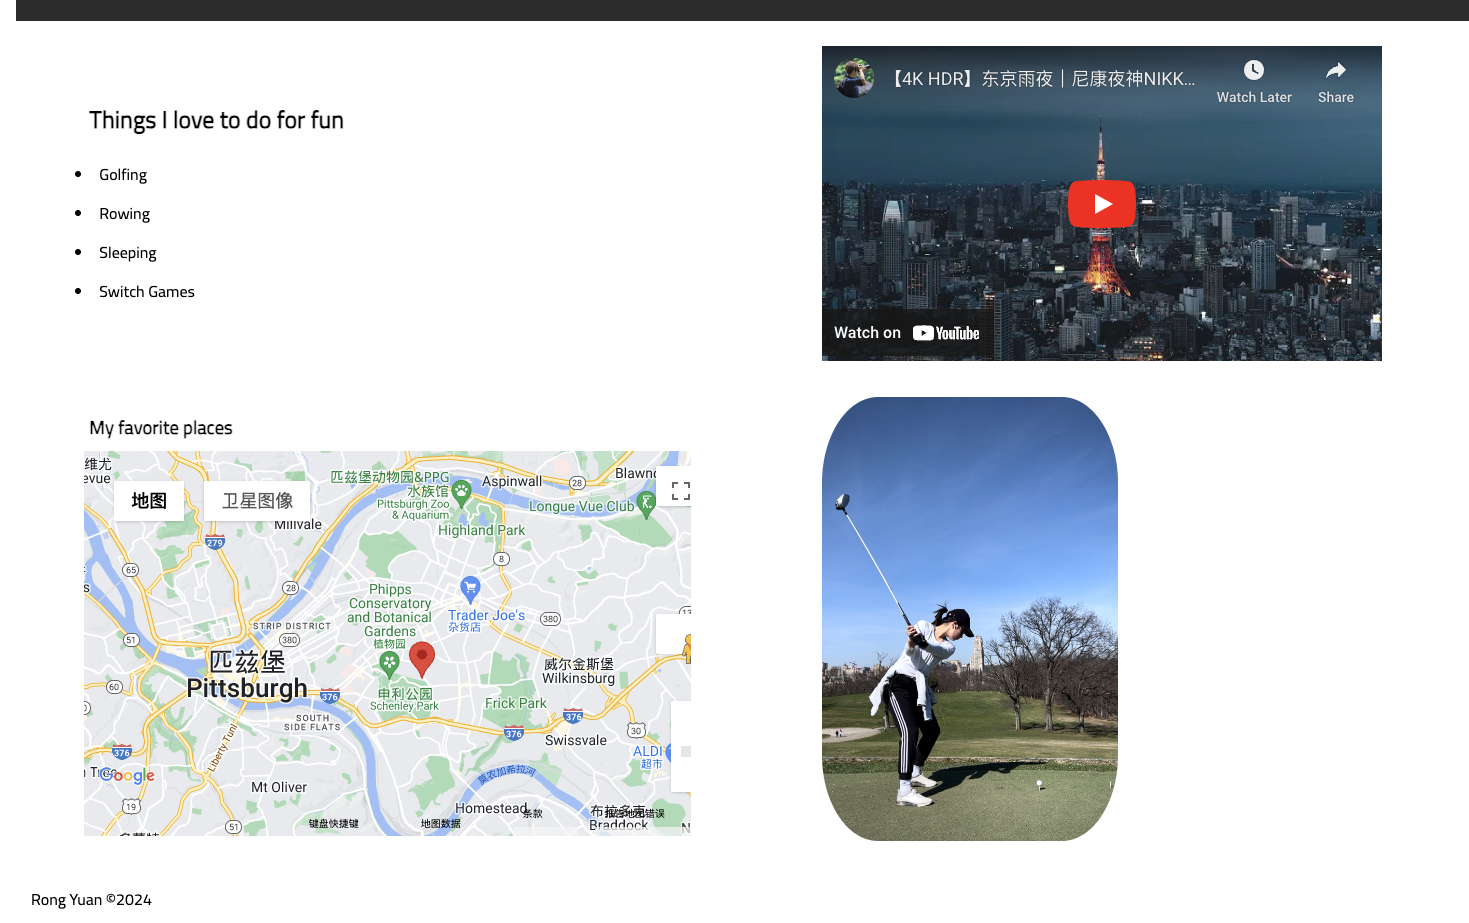 Things I love to do for fun
Golfing
Rowing
Sleeping
Switch Games
【4K HDR】东京雨夜｜尼康夜神NIKK...
Watch Later
Share
Watch on YouTube
My favorite places
维尤
evue
地图
卫星图像
Millvale
匹兹堡动物园&PPG
水族馆
Pittsburgh Zoo
& Aquarium
Aspinwall
28
Blawn
Longue Vue Club
Highland Park
279
8
65
28
Phipps
Conservatory
and Botanical
Gardens
植物园
Trader Joe's
杂货店
380
STRIP DISTRICT
380
51
匹兹堡
Pittsburgh
威尔金斯堡
Wilkinsburg
60
376
申利公园
Schenley Park
Frick Park
SOUTH
SIDE FLATS
376
376
30
Swissvale
Liberty Tunl
376
ALDI
超市
Google
Mt Oliver
莫农加希拉河
19
Homestead
布拉多克
Braddock
51
键盘快捷键
地图数据
条款
报告地图错误
Rong Yuan ©2024